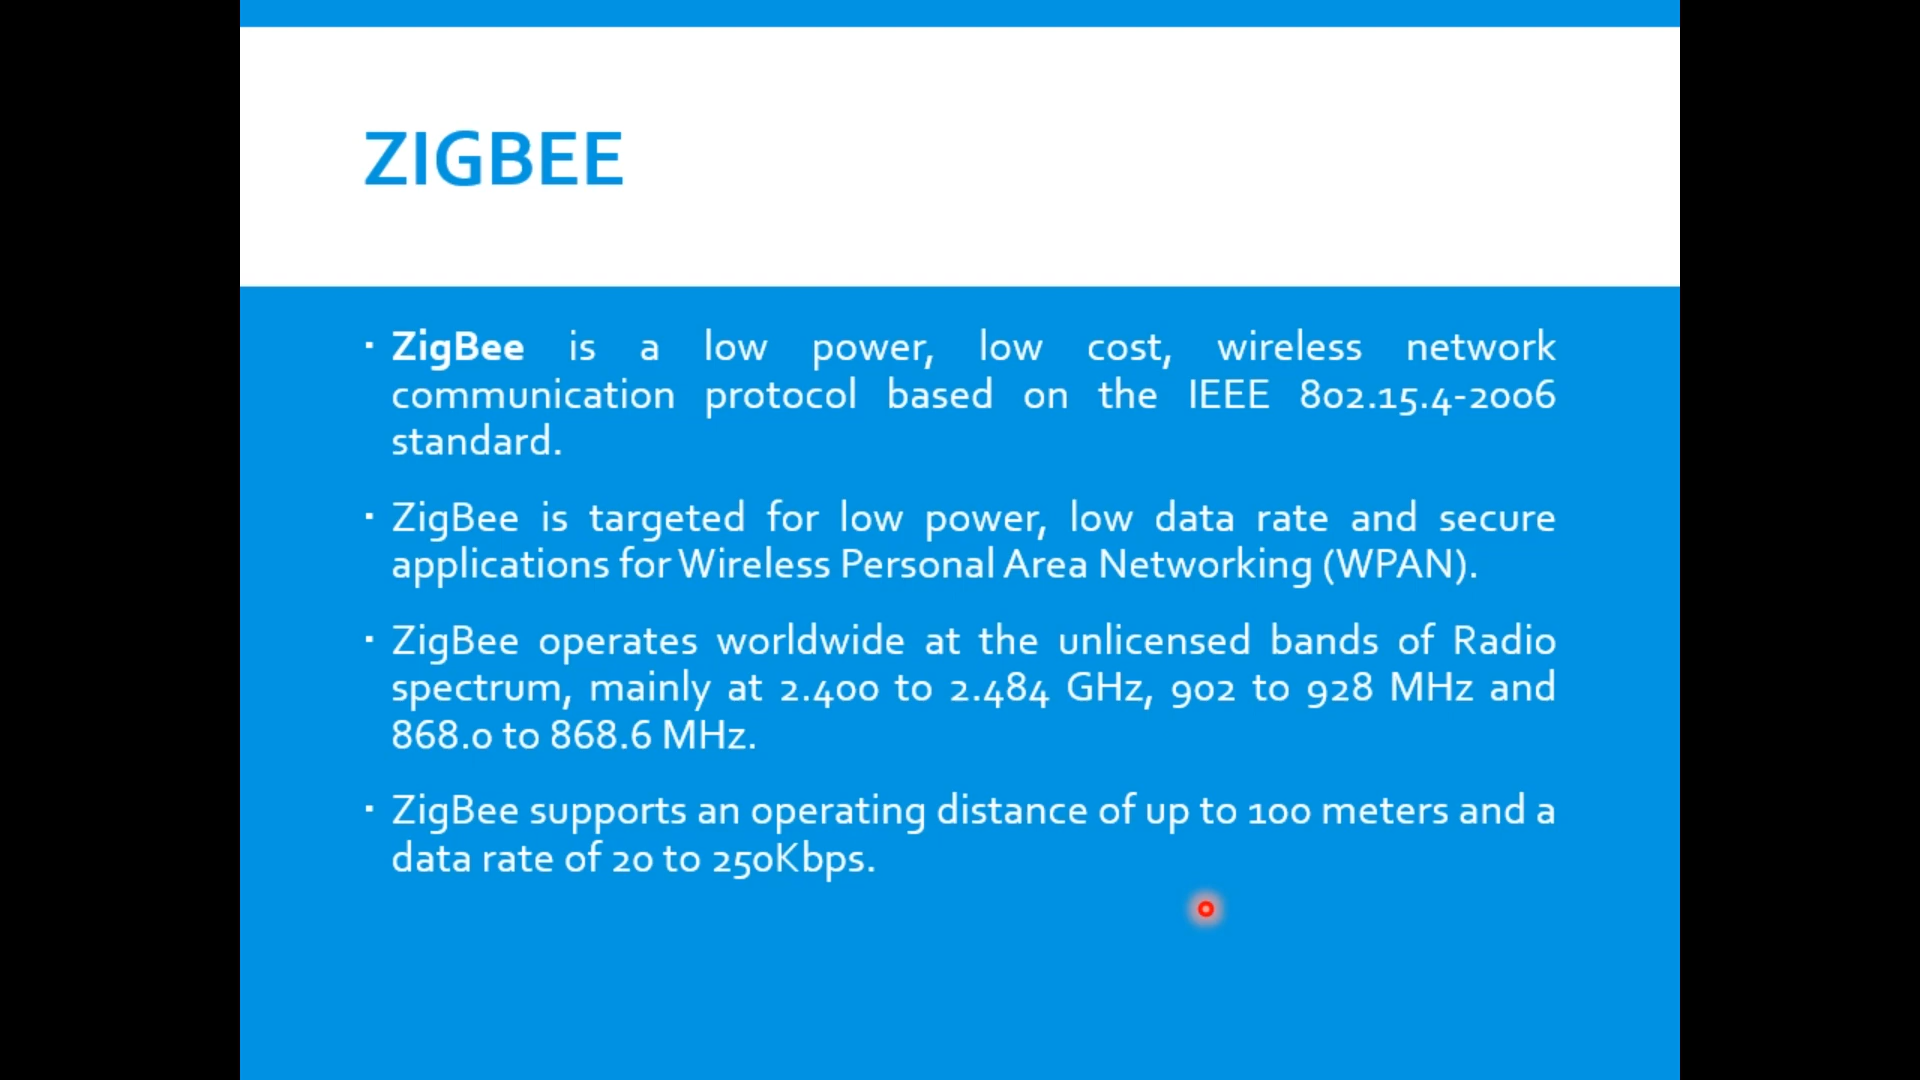 ZIGBEE
▪ ZigBee is a low power, low cost, wireless network
communication protocol based on the IEEE 802.15.4-2006
standard.
▪ ZigBee is targeted for low power, low data rate and secure
applications for Wireless Personal Area Networking (WPAN).
▪ ZigBee operates worldwide at the unlicensed bands of Radio
spectrum, mainly at 2.400 to 2.484 GHz, 902 to 928 MHz and
868.0 to 868.6 MHz.
▪ ZigBee supports an operating distance of up to 100 meters and a
data rate of 20 to 250Kbps.